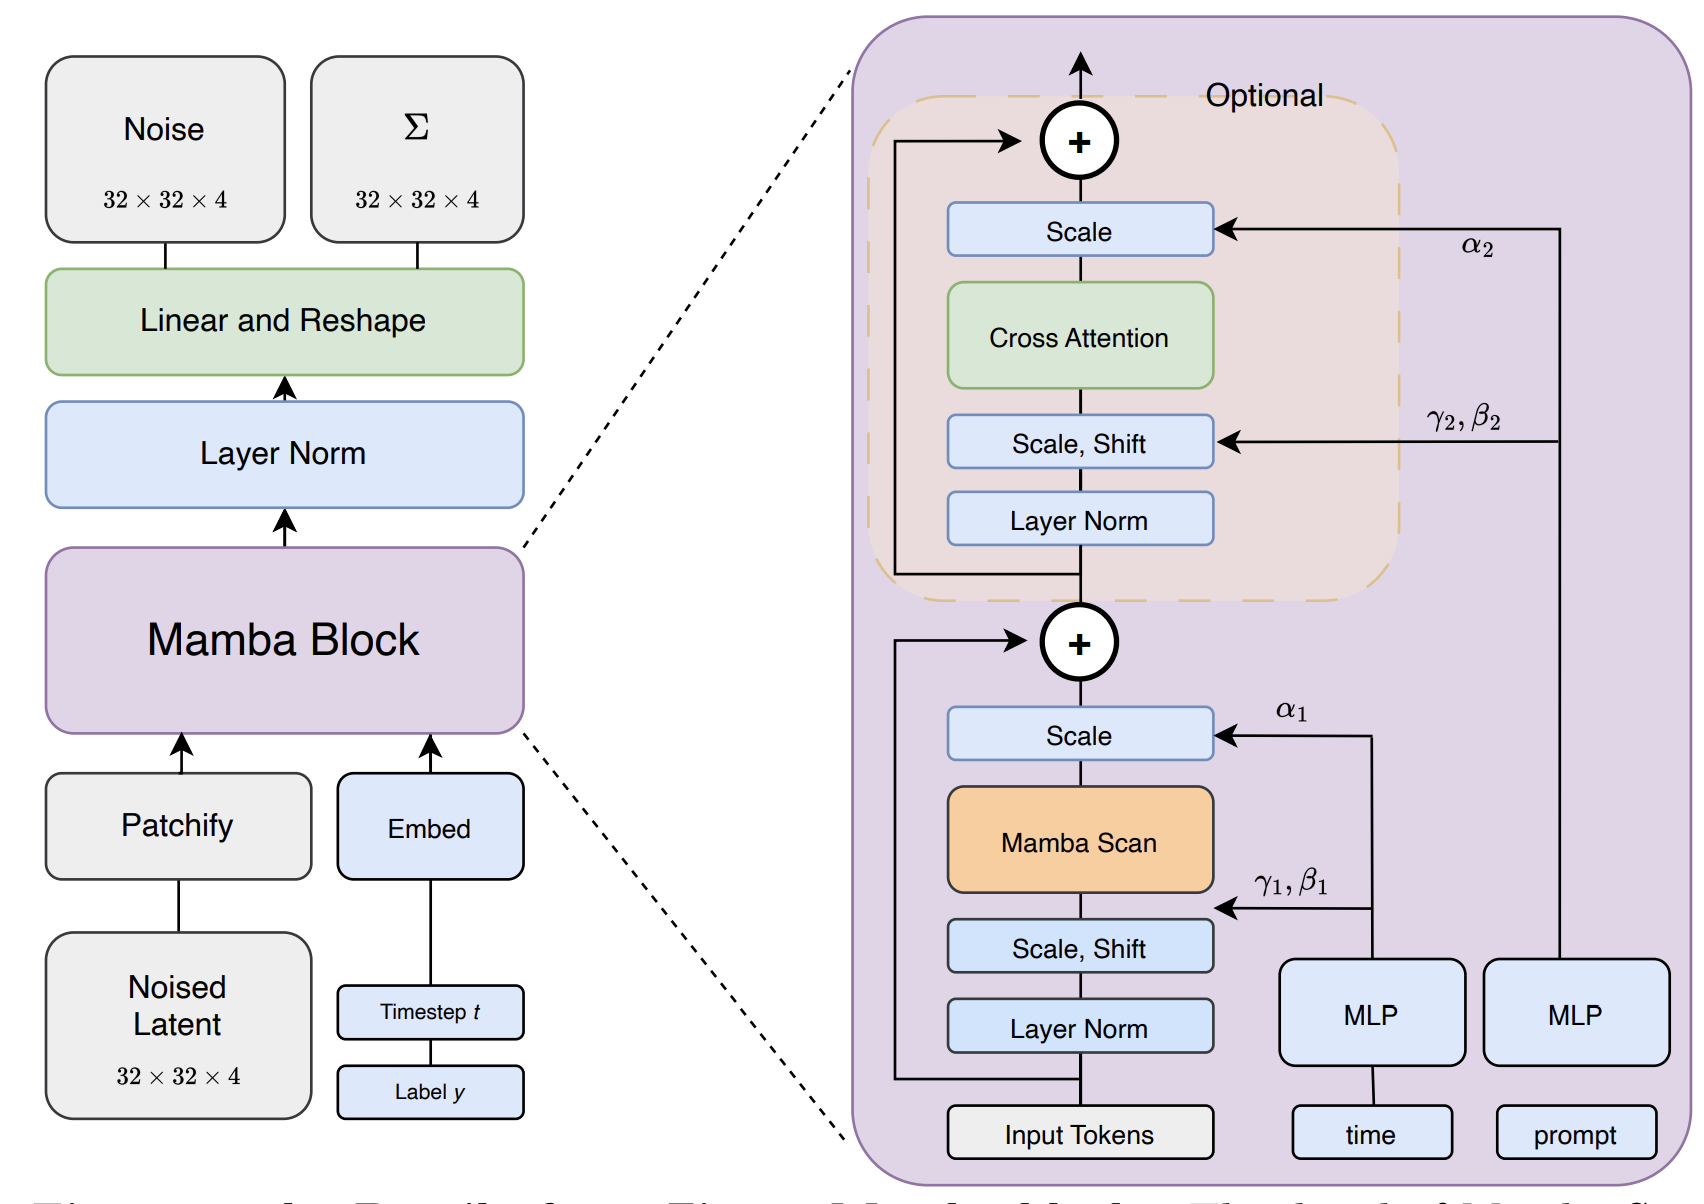 Noise
32 × 32 × 4
Σ
32 × 32 × 4
Linear and Reshape
Layer Norm
Mamba Block
Patchify
Embed
Noised
Latent
32 × 32 × 4
Timestep t
Label y
Optional
+
Scale
α₂
Cross Attention
γ₂, β₂
Scale, Shift
Layer Norm
+
Scale
α₁
Mamba Scan
γ₁, β₁
Scale, Shift
Layer Norm
MLP
MLP
Input Tokens
time
prompt